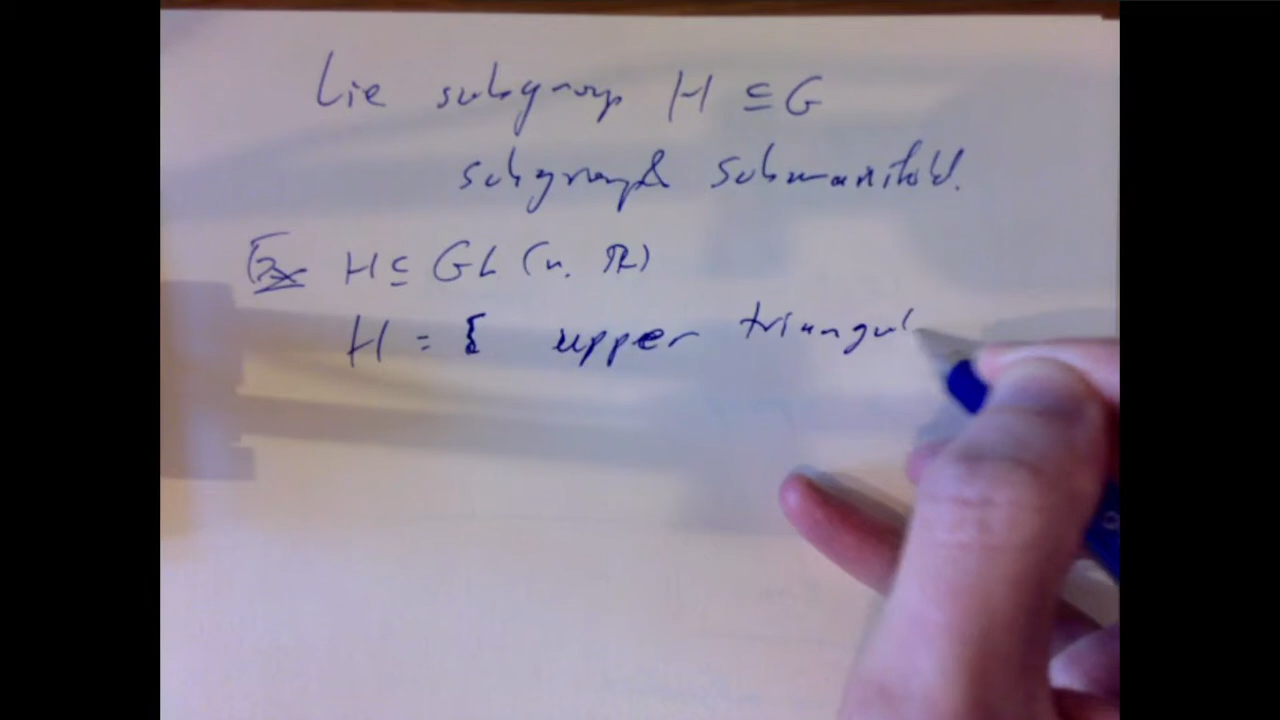 Lie subgroup H ⊆ G
subgroup & submanifold.
Ex H ⊆ GL (n, ℝ)
H = { upper triangul